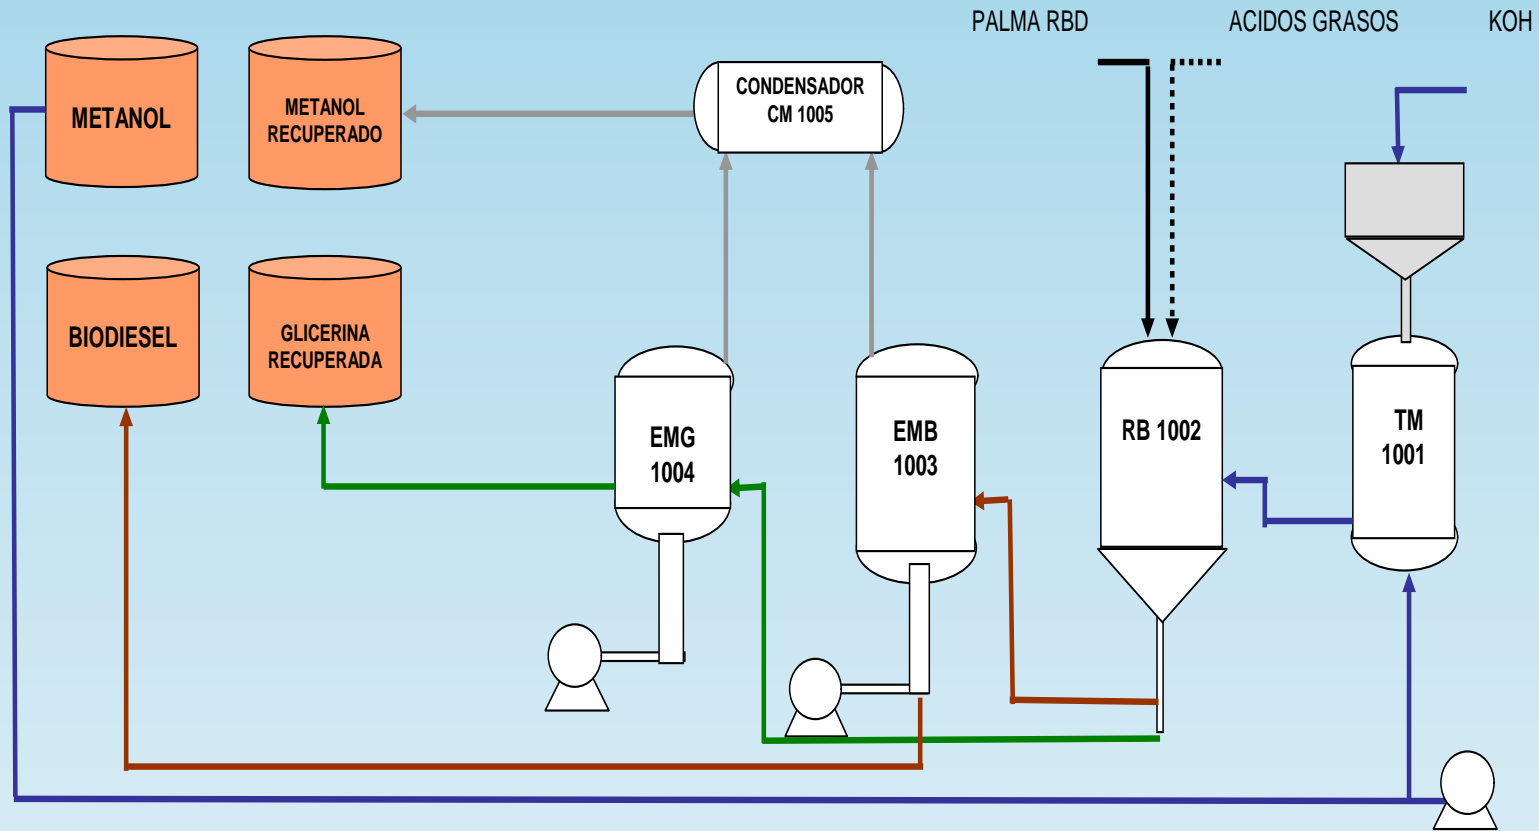 PALMA RBD
ACIDOS GRASOS
KOH
METANOL
METANOL
RECUPERADO
CONDENSADOR
CM 1005
BIODIESEL
GLICERINA
RECUPERADA
EMG
1004
EMB
1003
RB 1002
TM
1001